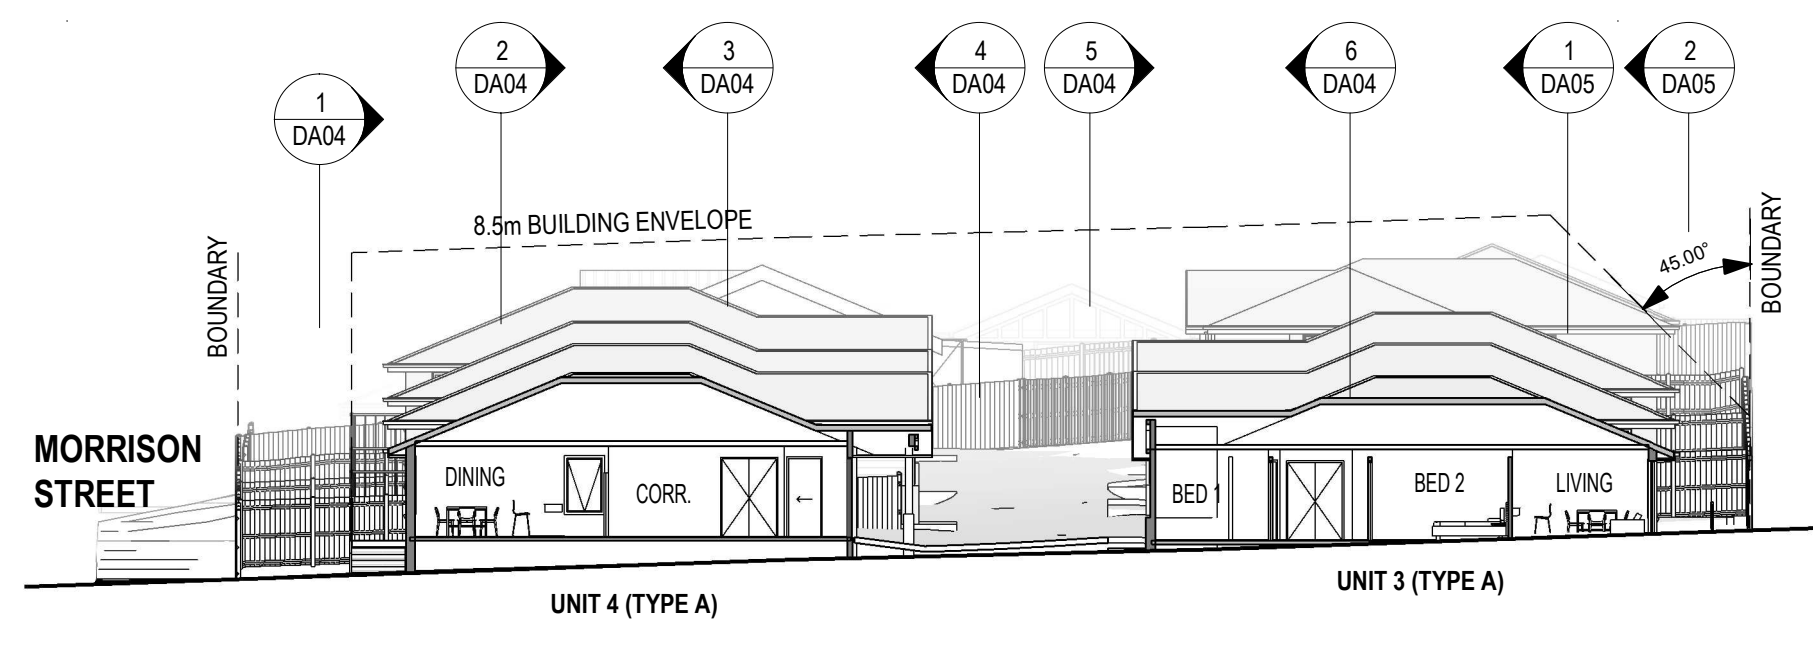 1
DA04
2
DA04
3
DA04
4
DA04
5
DA04
6
DA04
1
DA05
2
DA05
8.5m BUILDING ENVELOPE
45.00°
BOUNDARY
BOUNDARY
MORRISON
STREET
DINING
CORR.
BED 1
BED 2
LIVING
UNIT 4 (TYPE A)
UNIT 3 (TYPE A)